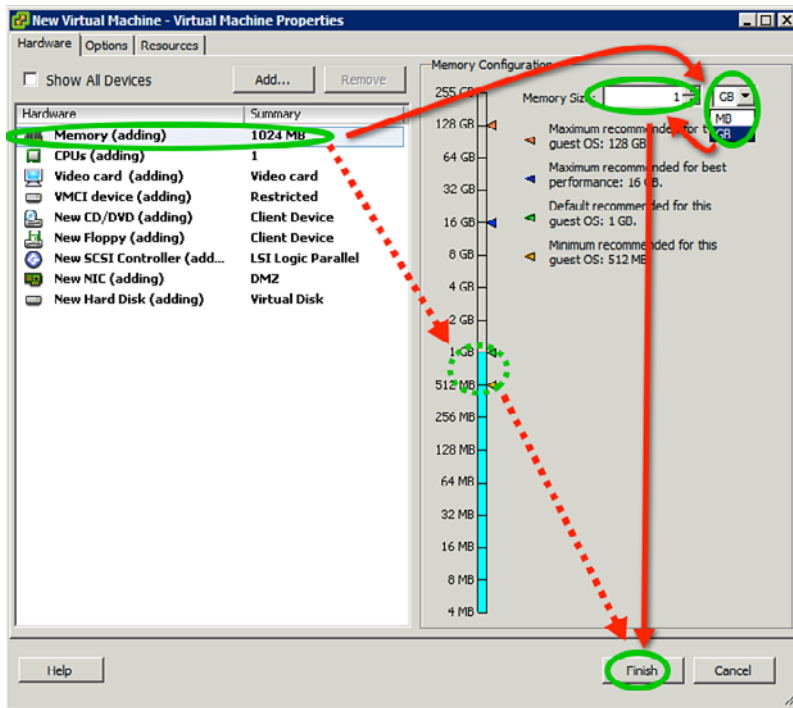 New Virtual Machine - Virtual Machine Properties
Hardware Options Resources
Show All Devices Add... Remove
Hardware Summary
Memory (adding) 1024 MB
CPUs (adding) 1
Video card (adding) Video card
VMCI device (adding) Restricted
New CD/DVD (adding) Client Device
New Floppy (adding) Client Device
New SCSI Controller (add... LSI Logic Parallel
New NIC (adding) DMZ
New Hard Disk (adding) Virtual Disk
Memory Configuration
255 GB
128 GB
64 GB
32 GB
16 GB
8 GB
4 GB
2 GB
1 GB
512 MB
256 MB
128 MB
64 MB
32 MB
16 MB
8 MB
4 MB
Memory Size: 1 GB
MB
GB
Maximum recommended for
guest OS: 128 GB.
Maximum recommended for best
performance: 16 GB.
Default recommended for this
guest OS: 1 GB.
Minimum recommended for this
guest OS: 512 MB
Help Finish Cancel